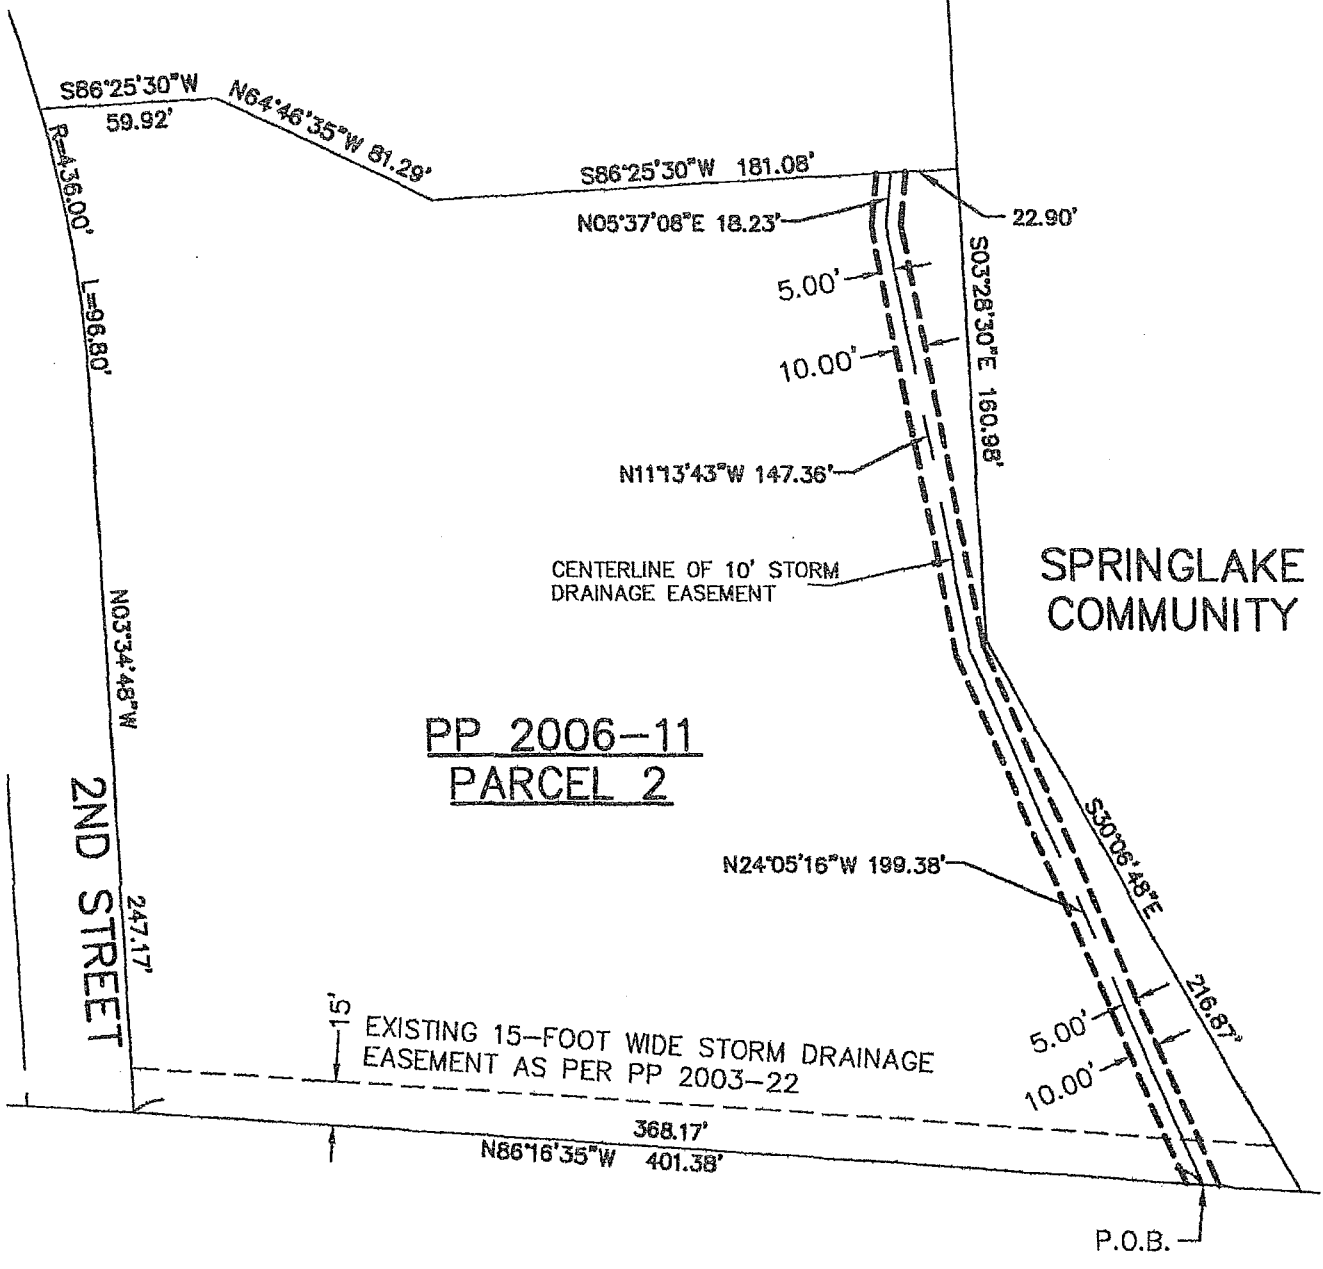 S86°25'30"W
59.92'
N64°46'35"W 81.29'
S86°25'30"W 181.08'
R=436.00'
L=96.80'
N05°37'08"E 18.23'
22.90'
5.00'
10.00'
S03°28'30"E 160.98'
N11°13'43"W 147.36'
CENTERLINE OF 10' STORM
DRAINAGE EASEMENT
SPRINGLAKE
COMMUNITY
N03°34'48"W
247.17'
2ND STREET
PP 2006-11
PARCEL 2
N24°05'16"W 199.38'
S30°06'48"E
216.87'
5.00'
10.00'
15'
EXISTING 15-FOOT WIDE STORM DRAINAGE
EASEMENT AS PER PP 2003-22
368.17'
N86°16'35"W 401.38'
P.O.B.